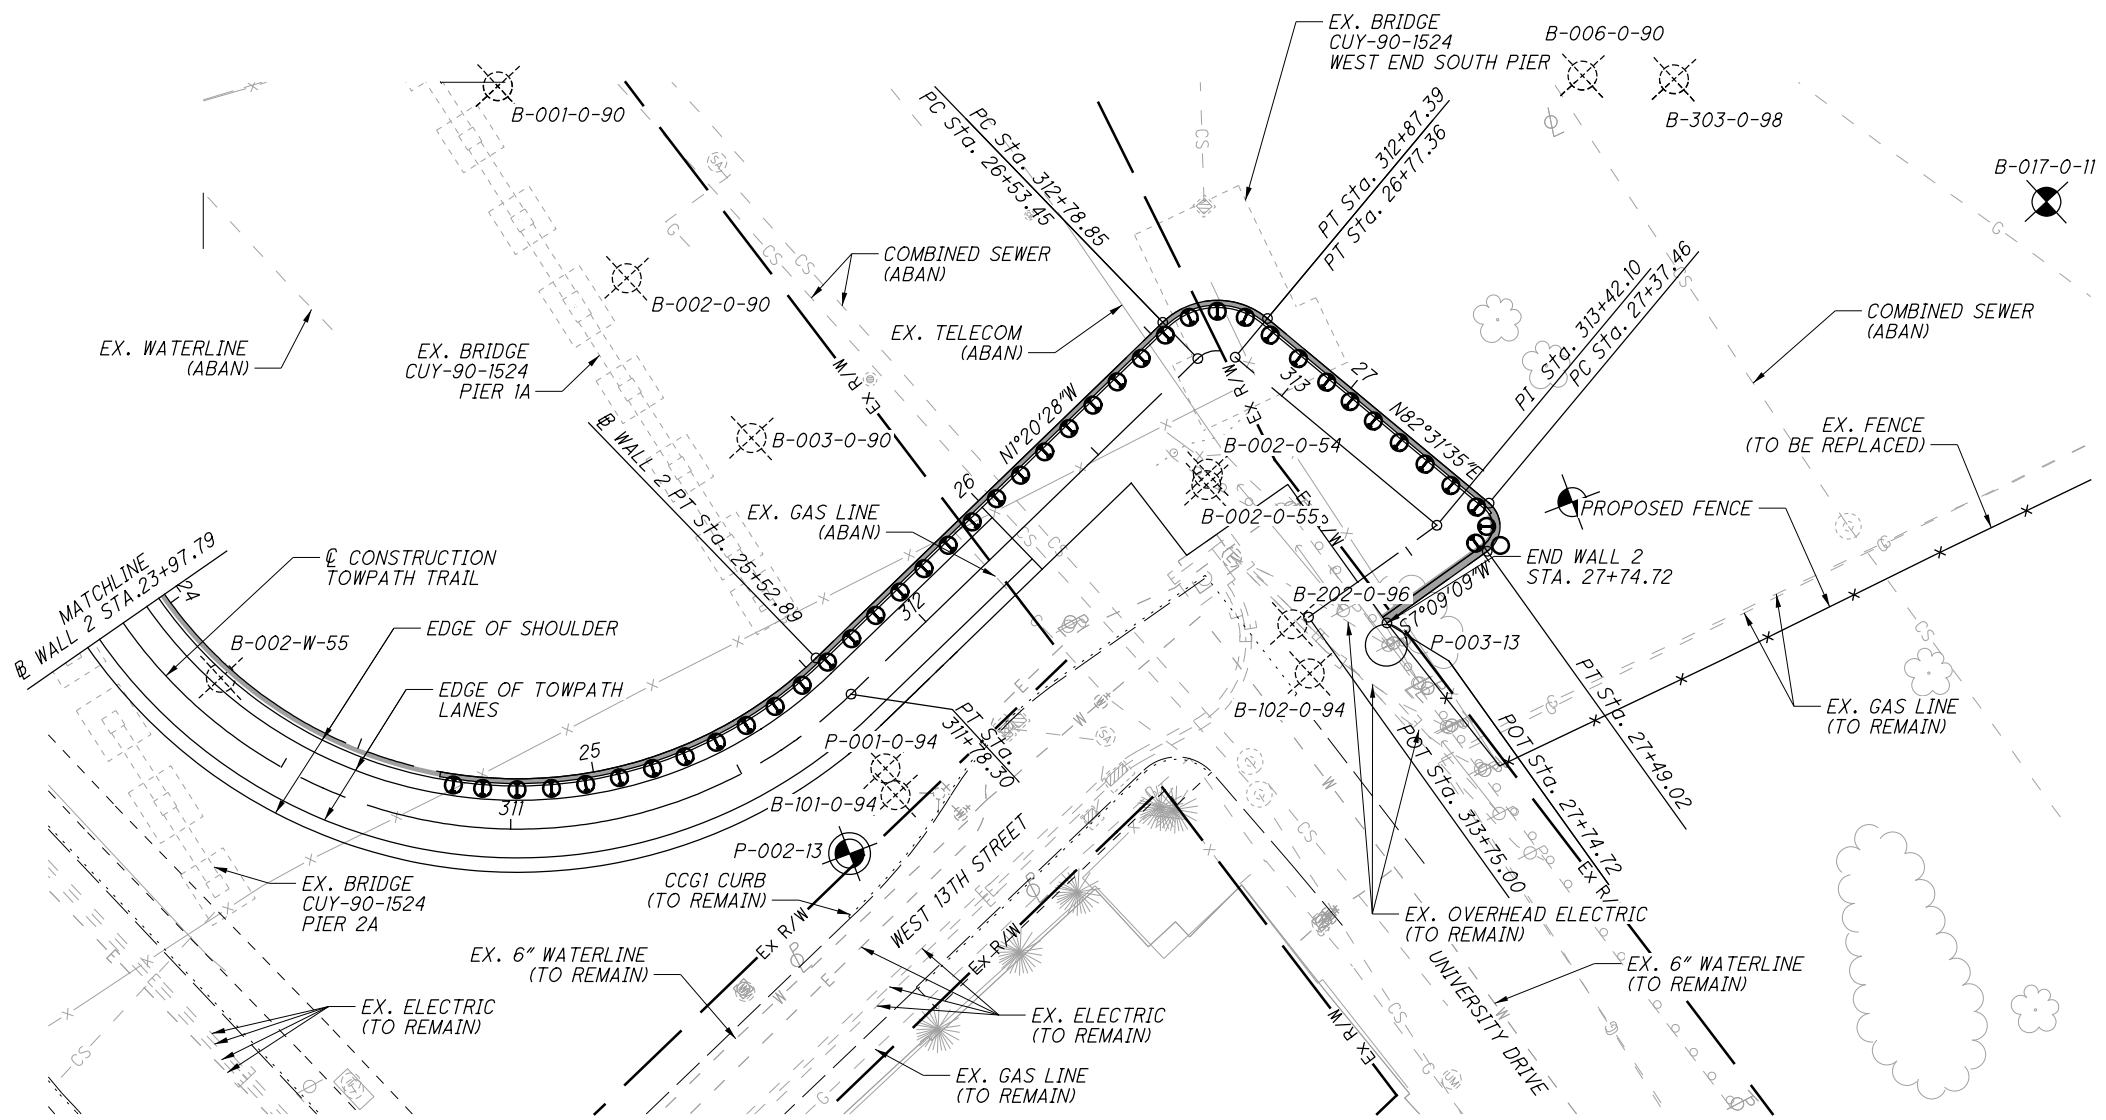 EX. BRIDGE
CUY-90-1524
WEST END SOUTH PIER
B-006-0-90
B-303-0-98
B-017-0-11
B-001-0-90
PC Sta. 312+78.85
PC Sta. 26+53.45
PT Sta. 312+87.39
PT Sta. 26+77.36
PI Sta. 313+42.10
PC Sta. 27+37.46
COMBINED SEWER
(ABAN)
B-002-0-90
EX. TELECOM
(ABAN)
COMBINED SEWER
(ABAN)
EX. WATERLINE
(ABAN)
EX. BRIDGE
CUY-90-1524
PIER 1A
Ex R/W
Ex R/W
313
27
N1°20'28"W
N82°31'35"E
EX. FENCE
(TO BE REPLACED)
B-003-0-90
B-002-0-54
B-002-0-55
℄ WALL 2 PT Sta. 25+52.89
26
EX. GAS LINE
(ABAN)
PROPOSED FENCE
END WALL 2
STA. 27+74.72
MATCHLINE
℄ WALL 2 STA.23+97.79
24
℄ CONSTRUCTION
TOWPATH TRAIL
B-002-W-55
EDGE OF SHOULDER
312
B-202-0-96
S7°09'09"W
P-003-13
EDGE OF TOWPATH
LANES
B-102-0-94
PT Sta.
311+78.30
PT Sta. 27+49.02
EX. GAS LINE
(TO REMAIN)
25
311
P-001-0-94
B-101-0-94
POT Sta. 313+75.00
POT Sta. 27+74.72
P-002-13
CCG1 CURB
(TO REMAIN)
WEST 13TH STREET
EX. BRIDGE
CUY-90-1524
PIER 2A
Ex R/W
Ex R/W
Ex R/
EX. OVERHEAD ELECTRIC
(TO REMAIN)
EX. 6" WATERLINE
(TO REMAIN)
EX. 6" WATERLINE
(TO REMAIN)
UNIVERSITY DRIVE
EX. ELECTRIC
(TO REMAIN)
EX. ELECTRIC
(TO REMAIN)
Ex R/W
EX. GAS LINE
(TO REMAIN)